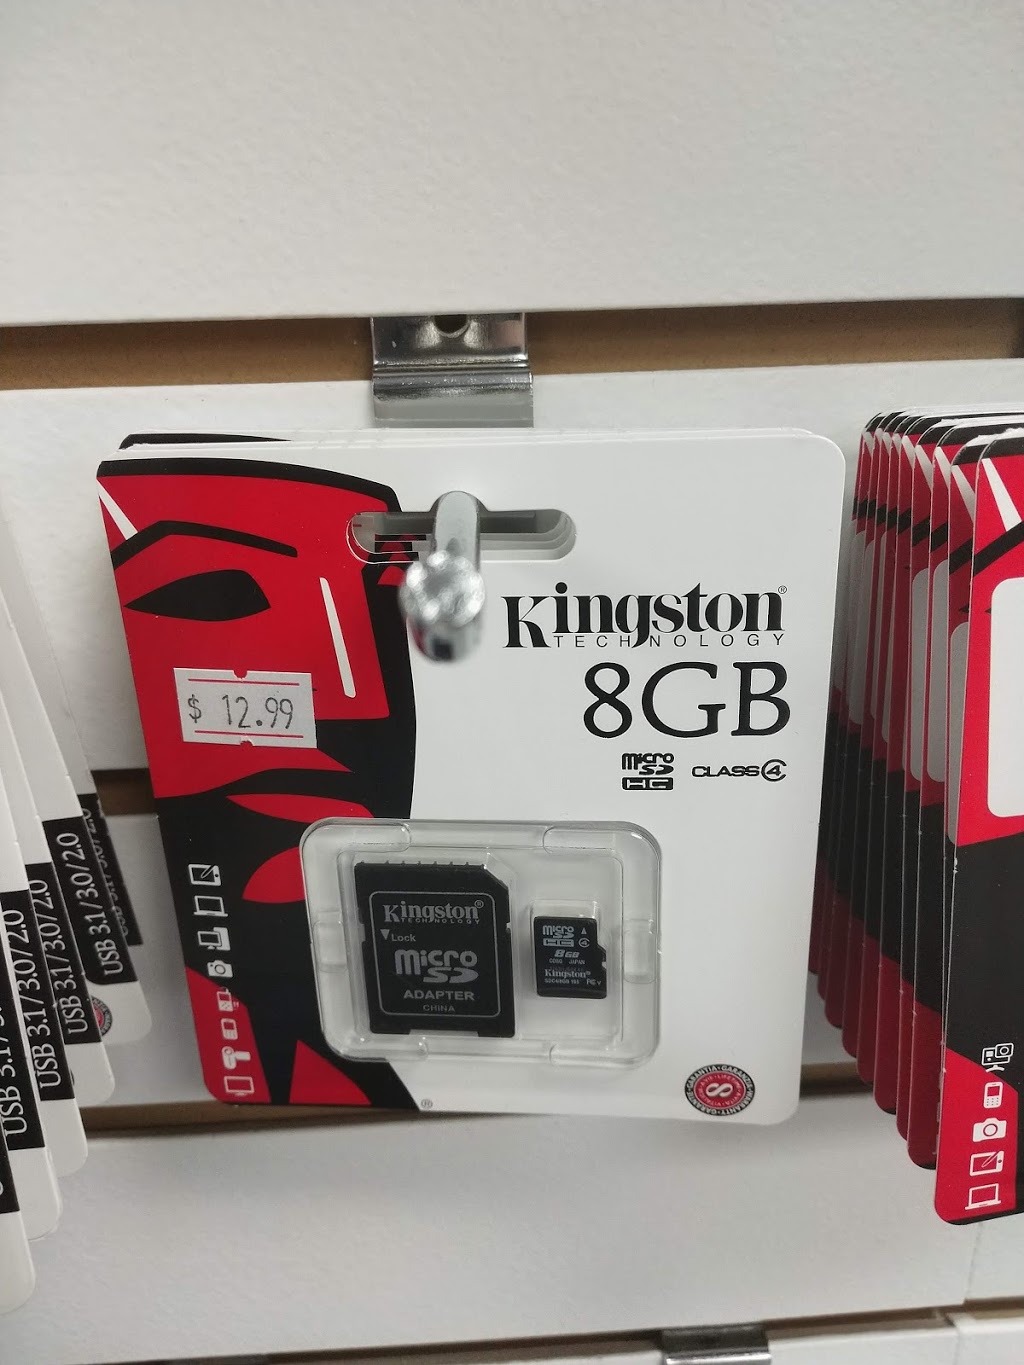 Kingston®
TECHNOLOGY
8GB
$ 12.99
micro
SD
HC
CLASS 4
Kingston®
TECHNOLOGY
Lock
micro
SD
ADAPTER
CHINA
micro
SD
HC 4
8GB
JAPAN
Kingston
®
USB 3.1/3.0/2.0
USB 3.1/3.0/2.0
USB 3.1/3.0/2.0